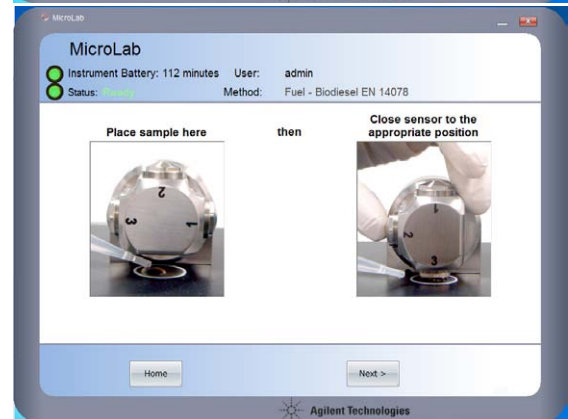 MicroLab
MicroLab
Instrument Battery: 112 minutes User: admin
Status: Ready Method: Fuel - Biodiesel EN 14078
Place sample here then Close sensor to the
appropriate position
2
3
1
1
2
3
Home Next >
Agilent Technologies